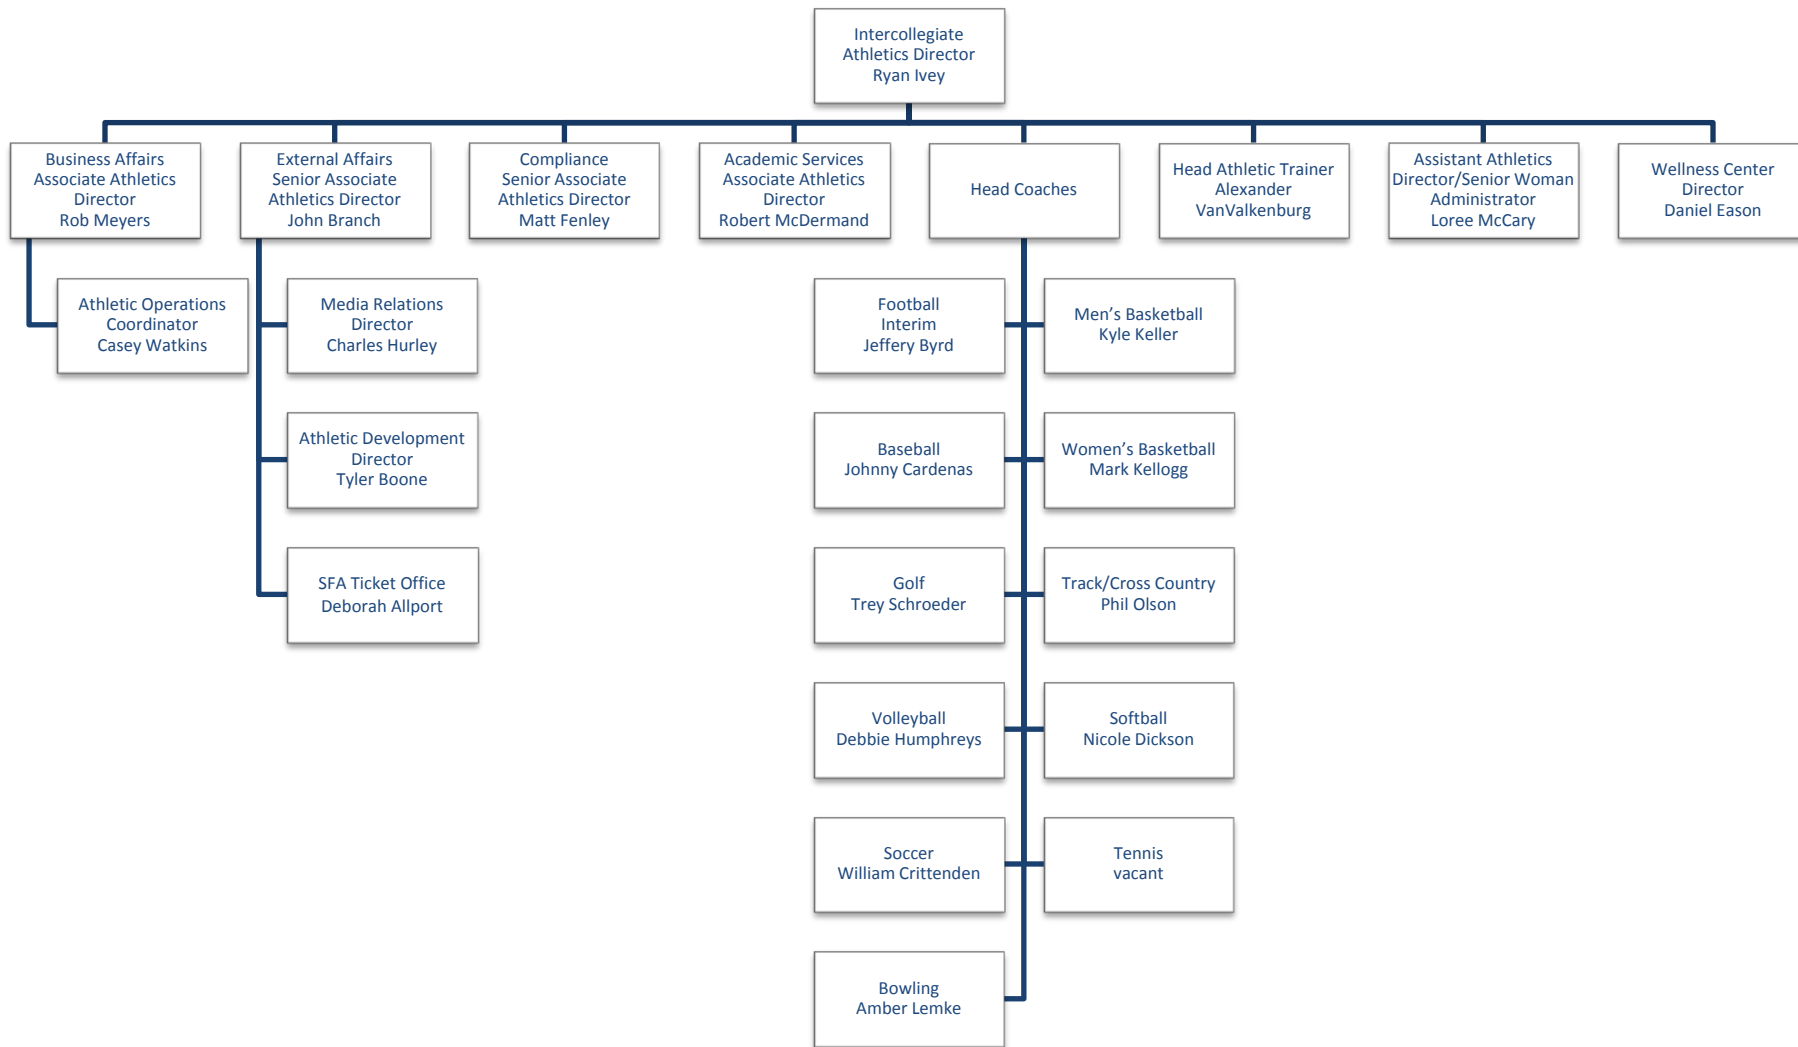 Intercollegiate
Athletics Director
Ryan Ivey
Business Affairs
Associate Athletics
Director
Rob Meyers
External Affairs
Senior Associate
Athletics Director
John Branch
Compliance
Senior Associate
Athletics Director
Matt Fenley
Academic Services
Associate Athletics
Director
Robert McDermand
Head Coaches
Head Athletic Trainer
Alexander
VanValkenburg
Assistant Athletics
Director/Senior Woman
Administrator
Loree McCary
Wellness Center
Director
Daniel Eason
Athletic Operations
Coordinator
Casey Watkins
Media Relations
Director
Charles Hurley
Athletic Development
Director
Tyler Boone
SFA Ticket Office
Deborah Allport
Football
Interim
Jeffery Byrd
Men’s Basketball
Kyle Keller
Baseball
Johnny Cardenas
Women’s Basketball
Mark Kellogg
Golf
Trey Schroeder
Track/Cross Country
Phil Olson
Volleyball
Debbie Humphreys
Softball
Nicole Dickson
Soccer
William Crittenden
Tennis
vacant
Bowling
Amber Lemke